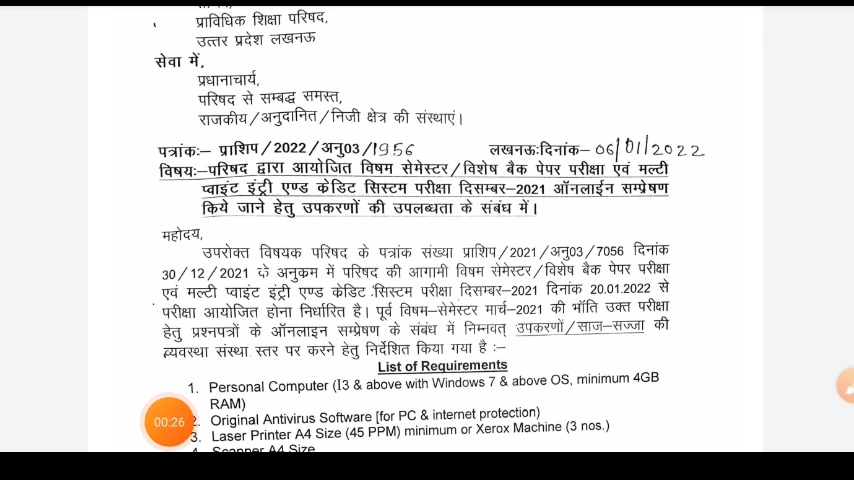 प्राविधिक शिक्षा परिषद,
उत्तर प्रदेश लखनऊ
सेवा में,
प्रधानाचार्य,
परिषद से सम्बद्ध समस्त,
राजकीय/अनुदानित/निजी क्षेत्र की संस्थाएं।
पत्रांकः– प्राशिप/2022/अनु03/1956 लखनऊःदिनांक– 06/01/2022
विषयः–परिषद द्वारा आयोजित विषम सेमेस्टर/विशेष बैक पेपर परीक्षा एवं मल्टी
प्वाइंट इंट्री एण्ड केडिट सिस्टम परीक्षा दिसम्बर–2021 ऑनलाईन सम्प्रेषण
किये जाने हेतु उपकरणों की उपलब्धता के संबंध में।
महोदय,
उपरोक्त विषयक परिषद के पत्रांक संख्या प्राशिप/2021/अनु03/7056 दिनांक
30/12/2021 के अनुकम में परिषद की आगामी विषम सेमेस्टर/विशेष बैक पेपर परीक्षा
एवं मल्टी प्वाइंट इंट्री एण्ड केडिट सिस्टम परीक्षा दिसम्बर–2021 दिनांक 20.01.2022 से
परीक्षा आयोजित होना निर्धारित है। पूर्व विषम–सेमेस्टर मार्च–2021 की भाँति उक्त परीक्षा
हेतु प्रश्नपत्रों के ऑनलाइन सम्प्रेषण के संबंध में निम्नवत् उपकरणों/साज–सज्जा की
व्यवस्था संस्था स्तर पर करने हेतु निर्देशित किया गया है :–
List of Requirements
1. Personal Computer (I3 & above with Windows 7 & above OS, minimum 4GB
RAM)
2. Original Antivirus Software [for PC & internet protection)
3. Laser Printer A4 Size (45 PPM) minimum or Xerox Machine (3 nos.)
4. Scanner A4 Size
00:26